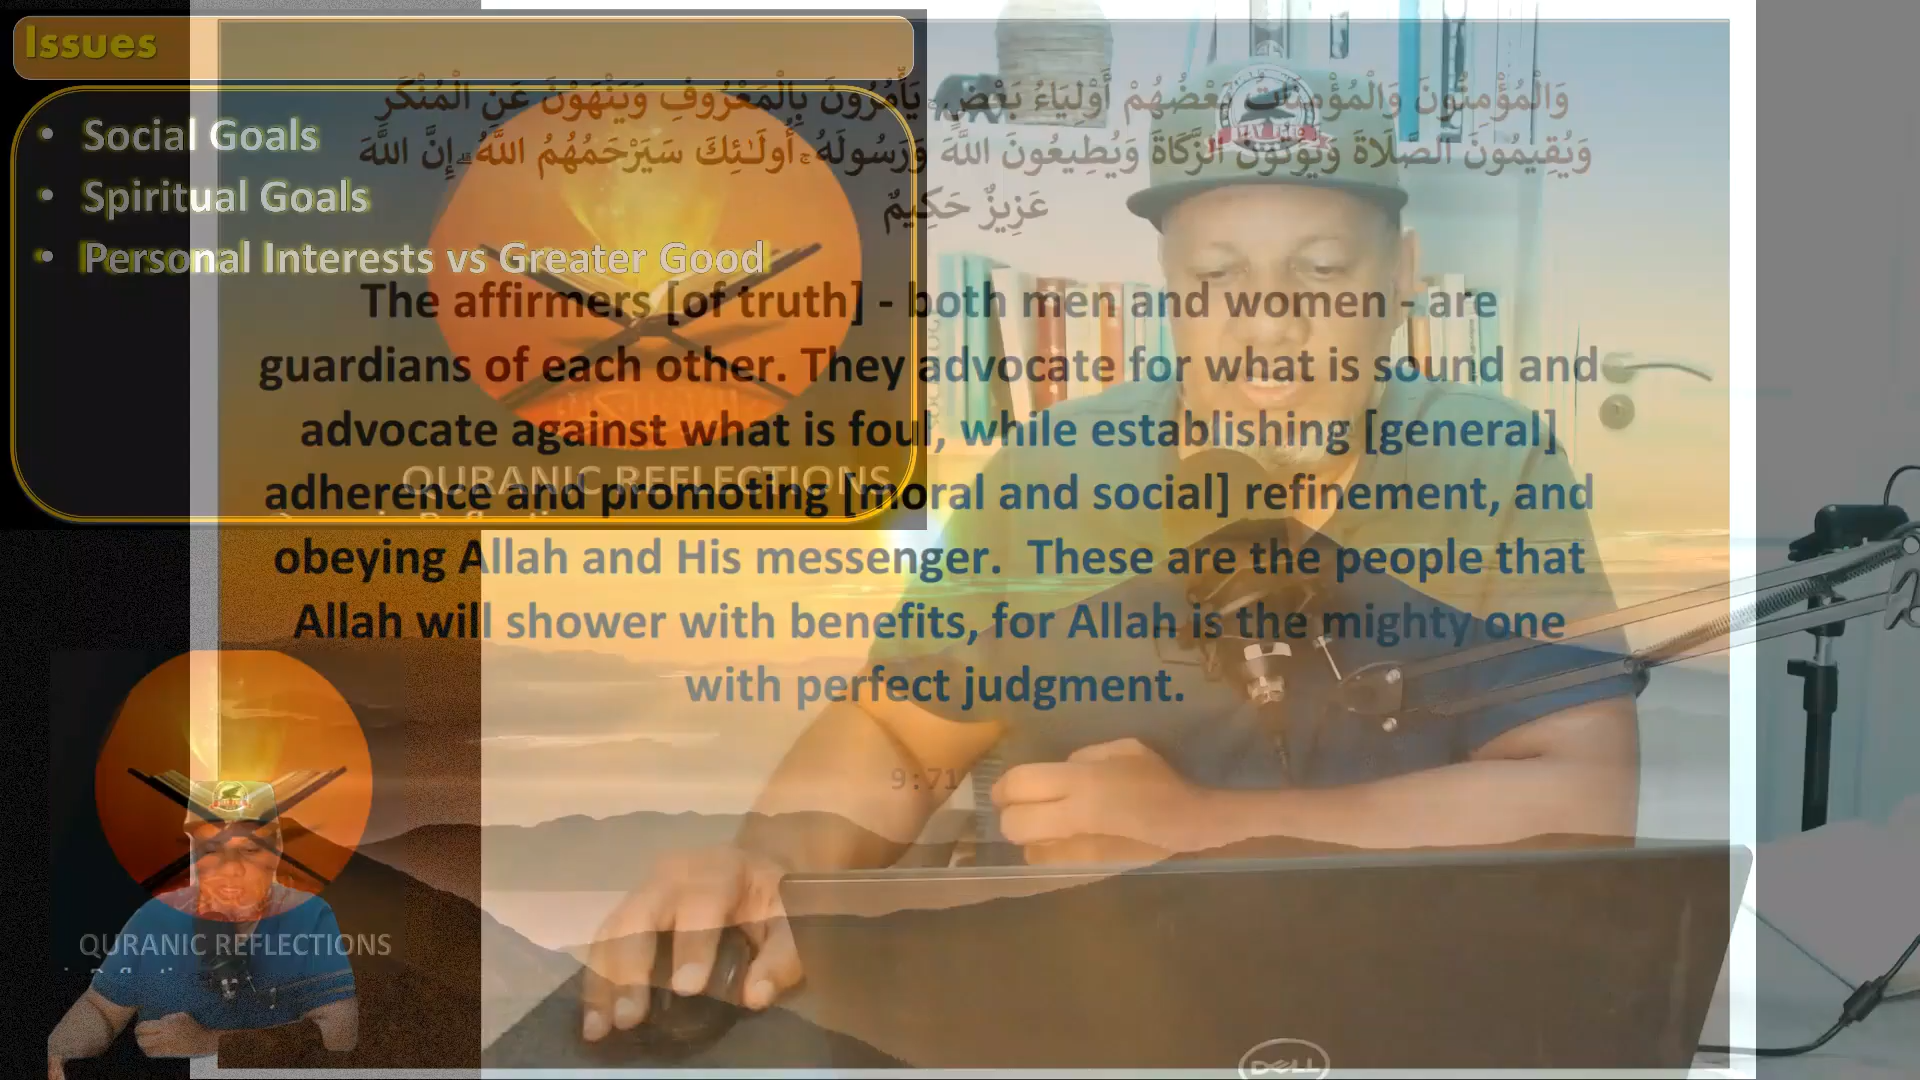 Issues
• Social Goals
• Spiritual Goals
• Personal Interests vs Greater Good
وَالْمُؤْمِنُونَ وَالْمُؤْمِنَاتُ بَعْضُهُمْ أَوْلِيَاءُ بَعْضٍ ۚ يَأْمُرُونَ بِالْمَعْرُوفِ وَيَنْهَوْنَ عَنِ الْمُنْكَرِ
وَيُقِيمُونَ الصَّلَاةَ وَيُؤْتُونَ الزَّكَاةَ وَيُطِيعُونَ اللَّهَ وَرَسُولَهُ ۚ أُولَـٰئِكَ سَيَرْحَمُهُمُ اللَّهُ ۗ إِنَّ اللَّهَ
عَزِيزٌ حَكِيمٌ
The affirmers [of truth] - both men and women - are
guardians of each other. They advocate for what is sound and
advocate against what is foul, while establishing [general]
adherence and promoting [moral and social] refinement, and
obeying Allah and His messenger. These are the people that
Allah will shower with benefits, for Allah is the mighty one
with perfect judgment.
9:71
QURANIC REFLECTIONS
QURANIC REFLECTIONS
DELL